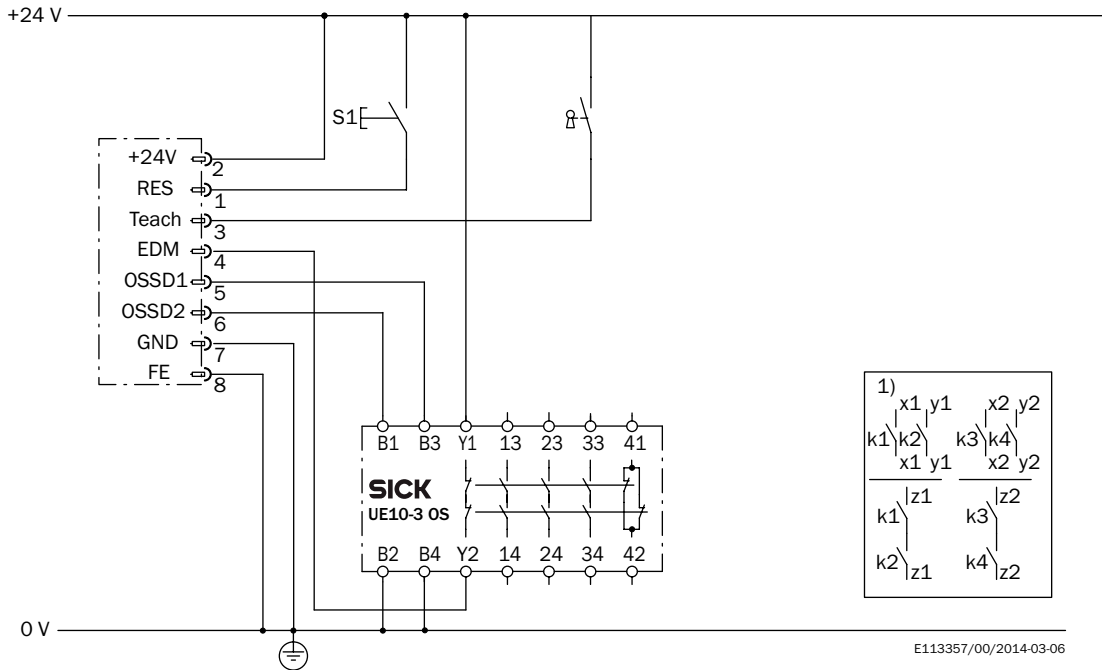 +24 V
S1
+24V 2
RES 1
Teach 3
EDM 4
OSSD1 5
OSSD2 6
GND 7
FE 8
B1 B3 Y1 13 23 33 41
SICK
UE10-3 OS
B2 B4 Y2 14 24 34 42
0 V
1)
x1 y1 x2 y2
k1 k2 k3 k4
x1 y1 x2 y2
z1 z2
k1 k3
k2 z1 k4 z2
E113357/00/2014-03-06